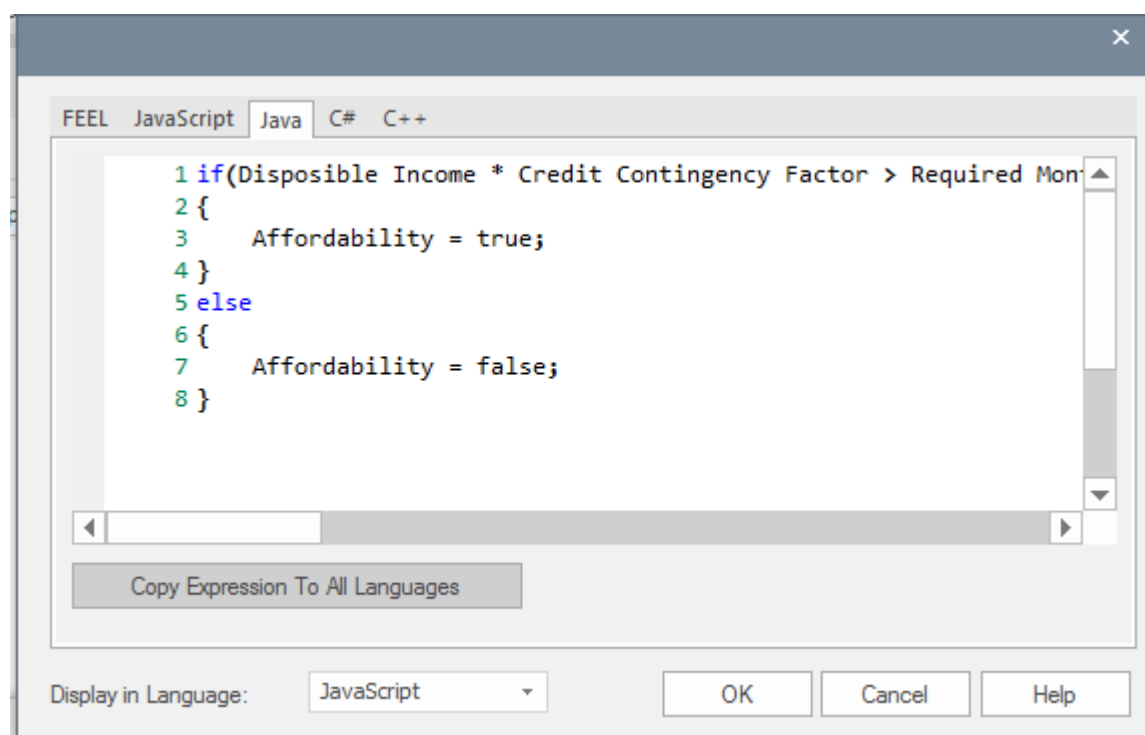 FEEL JavaScript Java C# C++
1 if(Disposible Income * Credit Contingency Factor > Required Mon
2 {
3 Affordability = true;
4 }
5 else
6 {
7 Affordability = false;
8 }
Copy Expression To All Languages
Display in Language: JavaScript OK Cancel Help